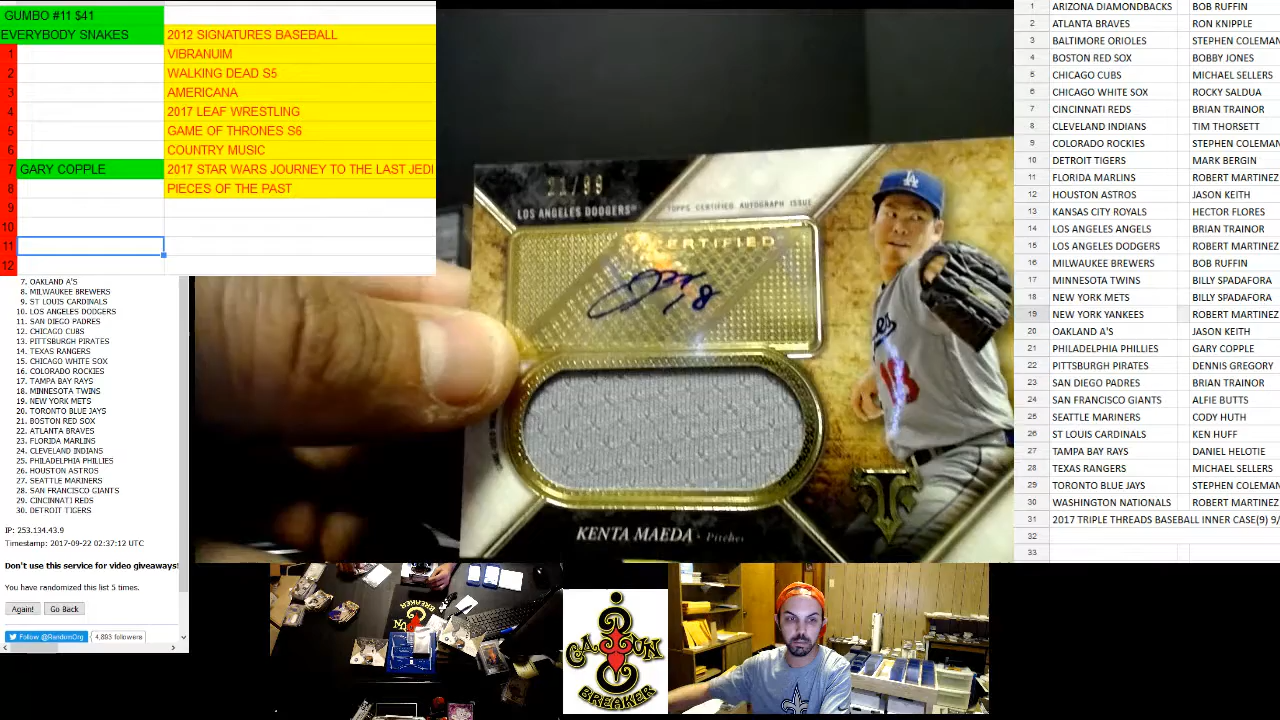 GUMBO #11 $41
EVERYBODY SNAKES
2012 SIGNATURES BASEBALL
1 VIBRANUIM
2 WALKING DEAD S5
3 AMERICANA
4 2017 LEAF WRESTLING
5 GAME OF THRONES S6
6 COUNTRY MUSIC
7 GARY COPPLE 2017 STAR WARS JOURNEY TO THE LAST JEDI
8 PIECES OF THE PAST
9
10
11
12
7. OAKLAND A'S
8. MILWAUKEE BREWERS
9. ST LOUIS CARDINALS
10. LOS ANGELES DODGERS
11. SAN DIEGO PADRES
12. CHICAGO CUBS
13. PITTSBURGH PIRATES
14. TEXAS RANGERS
15. CHICAGO WHITE SOX
16. COLORADO ROCKIES
17. TAMPA BAY RAYS
18. MINNESOTA TWINS
19. NEW YORK METS
20. TORONTO BLUE JAYS
21. BOSTON RED SOX
22. ATLANTA BRAVES
23. FLORIDA MARLINS
24. CLEVELAND INDIANS
25. PHILADELPHIA PHILLIES
26. HOUSTON ASTROS
27. SEATTLE MARINERS
28. SAN FRANCISCO GIANTS
29. CINCINNATI REDS
30. DETROIT TIGERS
IP: 253.134.43.9
Timestamp: 2017-09-22 02:37:12 UTC
Don't use this service for video giveaways!
You have randomized this list 5 times.
Again! Go Back
Follow @RandomOrg 4,893 followers
21/99
LOS ANGELES DODGERS
TOPPS CERTIFIED AUTOGRAPH ISSUE
CERTIFIED
18
KENTA MAEDA • Pitcher
CAJUN
BREAKER
1 ARIZONA DIAMONDBACKS BOB RUFFIN
2 ATLANTA BRAVES RON KNIPPLE
3 BALTIMORE ORIOLES STEPHEN COLEMAN
4 BOSTON RED SOX BOBBY JONES
5 CHICAGO CUBS MICHAEL SELLERS
6 CHICAGO WHITE SOX ROCKY SALDUA
7 CINCINNATI REDS BRIAN TRAINOR
8 CLEVELAND INDIANS TIM THORSETT
9 COLORADO ROCKIES STEPHEN COLEMAN
10 DETROIT TIGERS MARK BERGIN
11 FLORIDA MARLINS ROBERT MARTINEZ
12 HOUSTON ASTROS JASON KEITH
13 KANSAS CITY ROYALS HECTOR FLORES
14 LOS ANGELES ANGELS BRIAN TRAINOR
15 LOS ANGELES DODGERS ROBERT MARTINEZ
16 MILWAUKEE BREWERS BOB RUFFIN
17 MINNESOTA TWINS BILLY SPADAFORA
18 NEW YORK METS BILLY SPADAFORA
19 NEW YORK YANKEES ROBERT MARTINEZ
20 OAKLAND A'S JASON KEITH
21 PHILADELPHIA PHILLIES GARY COPPLE
22 PITTSBURGH PIRATES DENNIS GREGORY
23 SAN DIEGO PADRES BRIAN TRAINOR
24 SAN FRANCISCO GIANTS ALFIE BUTTS
25 SEATTLE MARINERS CODY HUTH
26 ST LOUIS CARDINALS KEN HUFF
27 TAMPA BAY RAYS DANIEL HELOTIE
28 TEXAS RANGERS MICHAEL SELLERS
29 TORONTO BLUE JAYS STEPHEN COLEMAN
30 WASHINGTON NATIONALS ROBERT MARTINEZ
31 2017 TRIPLE THREADS BASEBALL INNER CASE(9) 9/
32
33